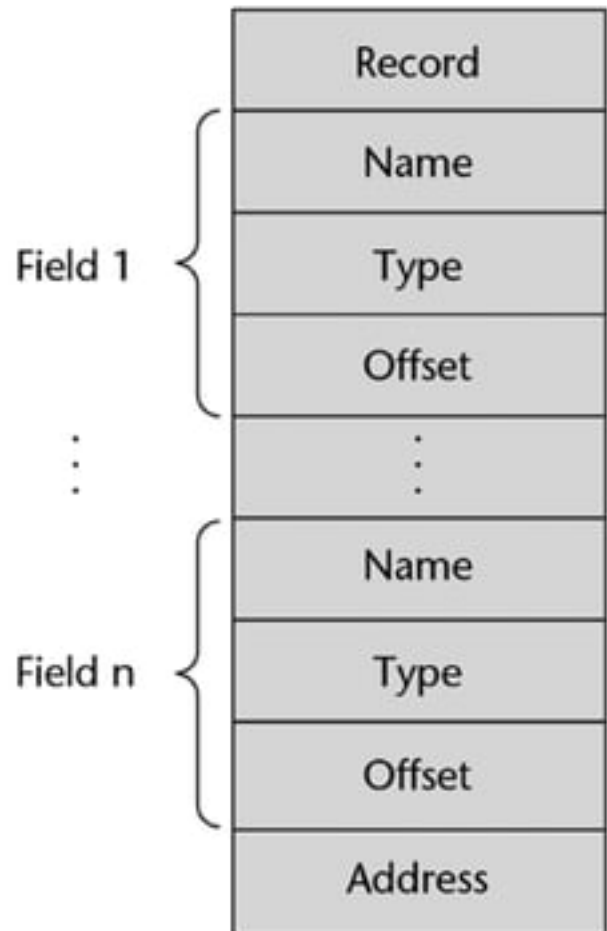 Record
Name
Field 1
Type
Offset
⋮ ⋮
Name
Field n
Type
Offset
Address